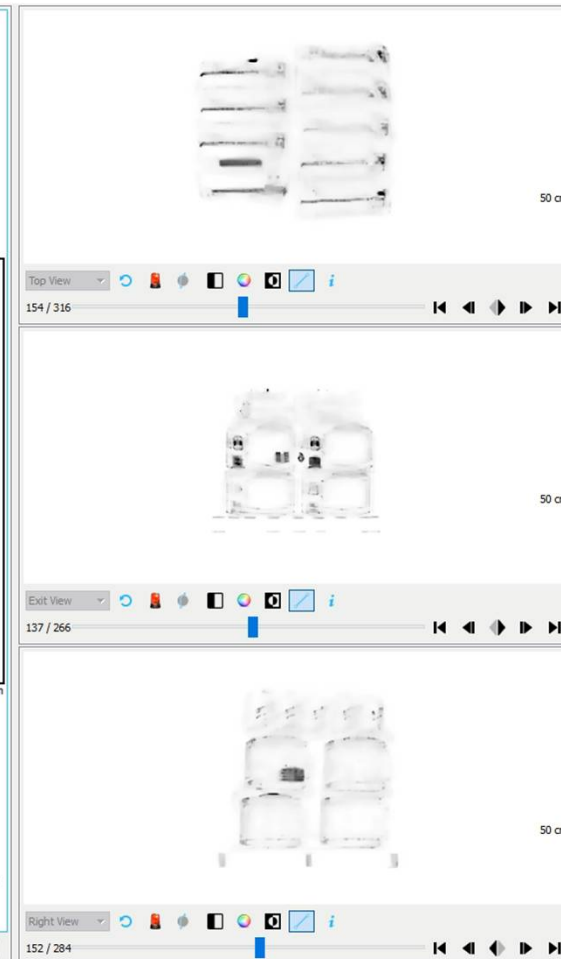 50 c
Top View
i
154 / 316
50 c
Exit View
i
137 / 266
50 c
Right View
i
152 / 284